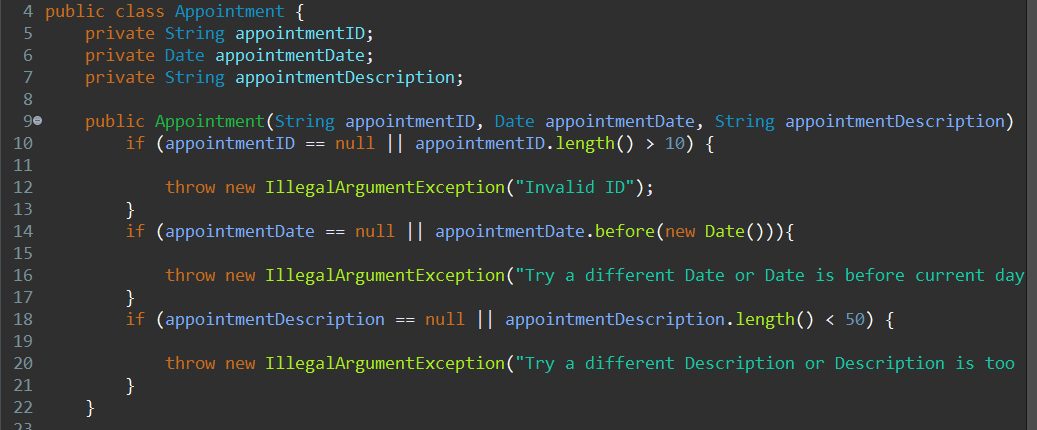 4 public class Appointment {
5     private String appointmentID;
6     private Date appointmentDate;
7     private String appointmentDescription;
8
9     public Appointment(String appointmentID, Date appointmentDate, String appointmentDescription)
10         if (appointmentID == null || appointmentID.length() > 10) {
11
12             throw new IllegalArgumentException("Invalid ID");
13         }
14         if (appointmentDate == null || appointmentDate.before(new Date())){
15
16             throw new IllegalArgumentException("Try a different Date or Date is before current day
17         }
18         if (appointmentDescription == null || appointmentDescription.length() < 50) {
19
20             throw new IllegalArgumentException("Try a different Description or Description is too
21         }
22     }
23